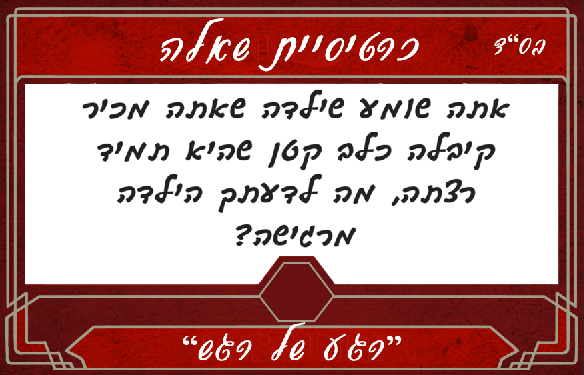 בס"ד
כרטיסיית שאלה
אתה שומע שילדה שאתה מכיר
קיבלה כלב קטן שהיא תמיד
רצתה, מה לדעתך הילדה
מרגישה?
"רגע של רגש"